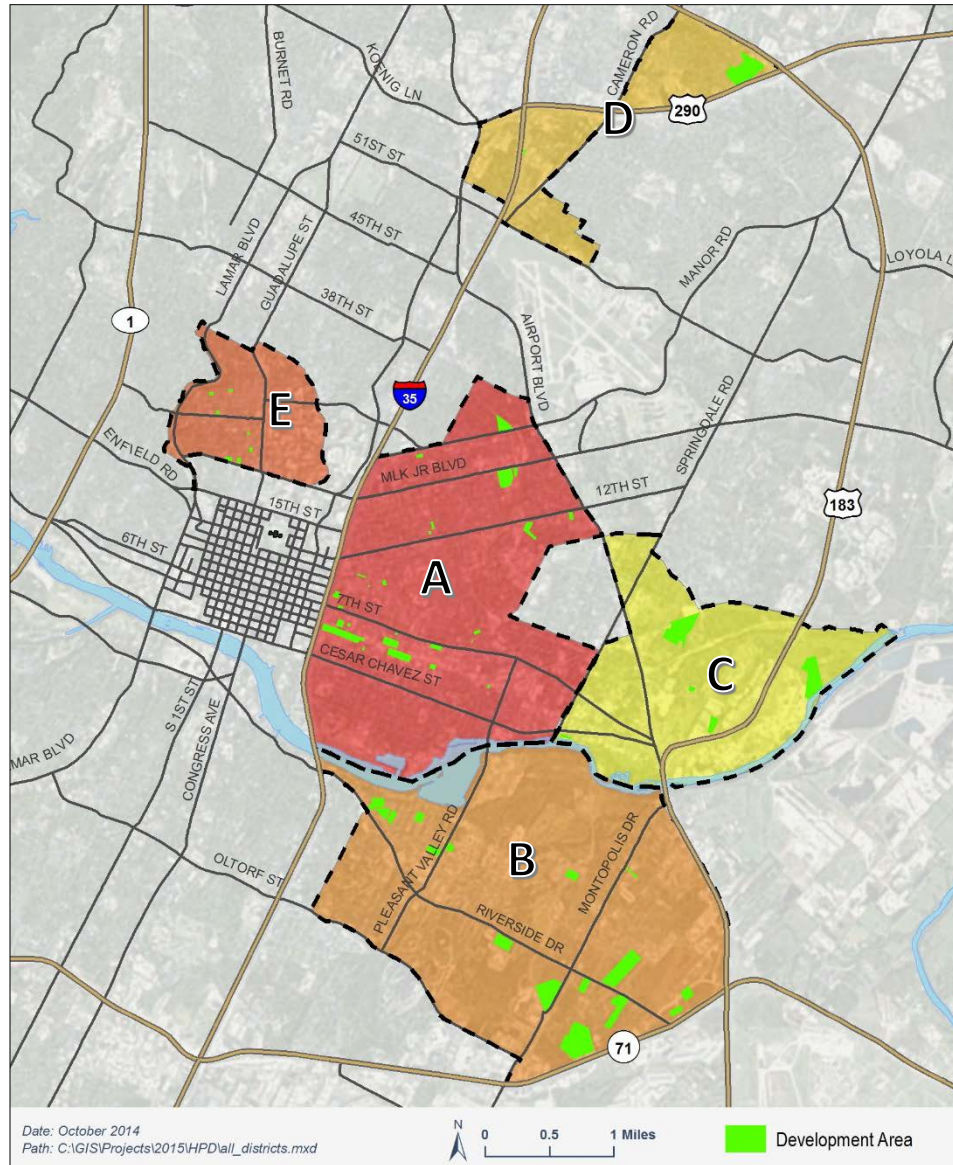 BURNET RD
KOENIG LN
CAMERON RD
D
290
51ST ST
45TH ST
LAMAR BLVD
GUADALUPE ST
MANOR RD
38TH ST
LOYOLA L
1
AIRPORT BLVD
35
E
SPRINGDALE RD
ENFIELD RD
MLK JR BLVD
12TH ST
183
15TH ST
6TH ST
A
7TH ST
CESAR CHAVEZ ST
C
S 1ST ST
CONGRESS AVE
MAR BLVD
PLEASANT VALLEY RD
B
MONTOPOLIS DR
OLTORF ST
RIVERSIDE DR
71
Date: October 2014
Path: C:\GIS\Projects\2015\HPD\all_districts.mxd
N
0 0.5 1 Miles
Development Area